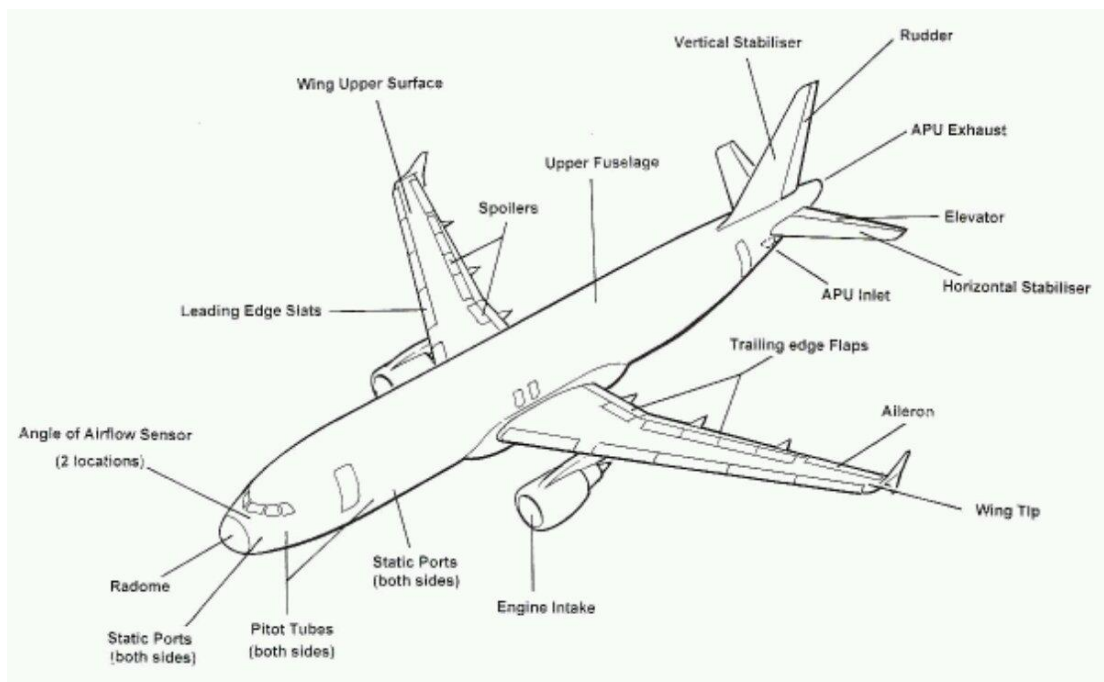 Vertical Stabiliser
Rudder
Wing Upper Surface
APU Exhaust
Upper Fuselage
Spoilers
Elevator
Horizontal Stabiliser
APU Inlet
Leading Edge Slats
Trailing edge Flaps
Aileron
Angle of Airflow Sensor
(2 locations)
Wing Tip
Static Ports
(both sides)
Radome
Engine Intake
Pitot Tubes
(both sides)
Static Ports
(both sides)